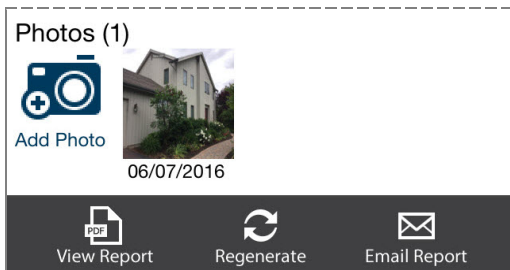 Photos (1)
Add Photo
06/07/2016
PDF
View Report
Regenerate
Email Report